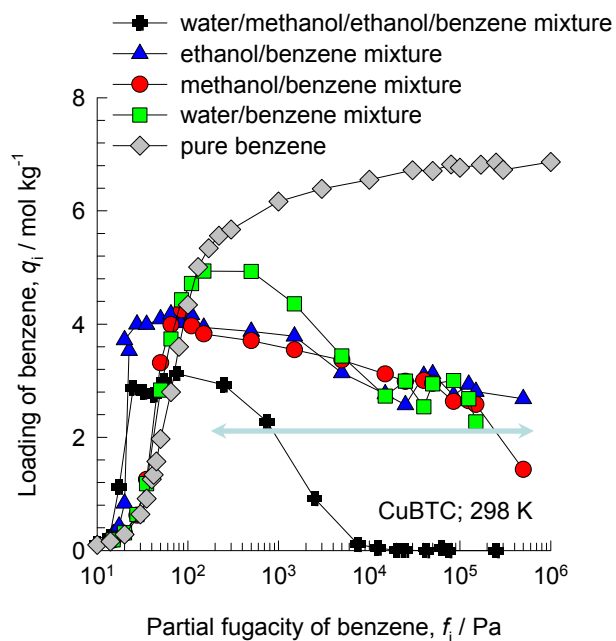 water/methanol/ethanol/benzene mixture
ethanol/benzene mixture
methanol/benzene mixture
water/benzene mixture
pure benzene
Loading of benzene, qᵢ / mol kg⁻¹
8
6
4
2
0
CuBTC; 298 K
10¹ 10² 10³ 10⁴ 10⁵ 10⁶
Partial fugacity of benzene, fᵢ / Pa